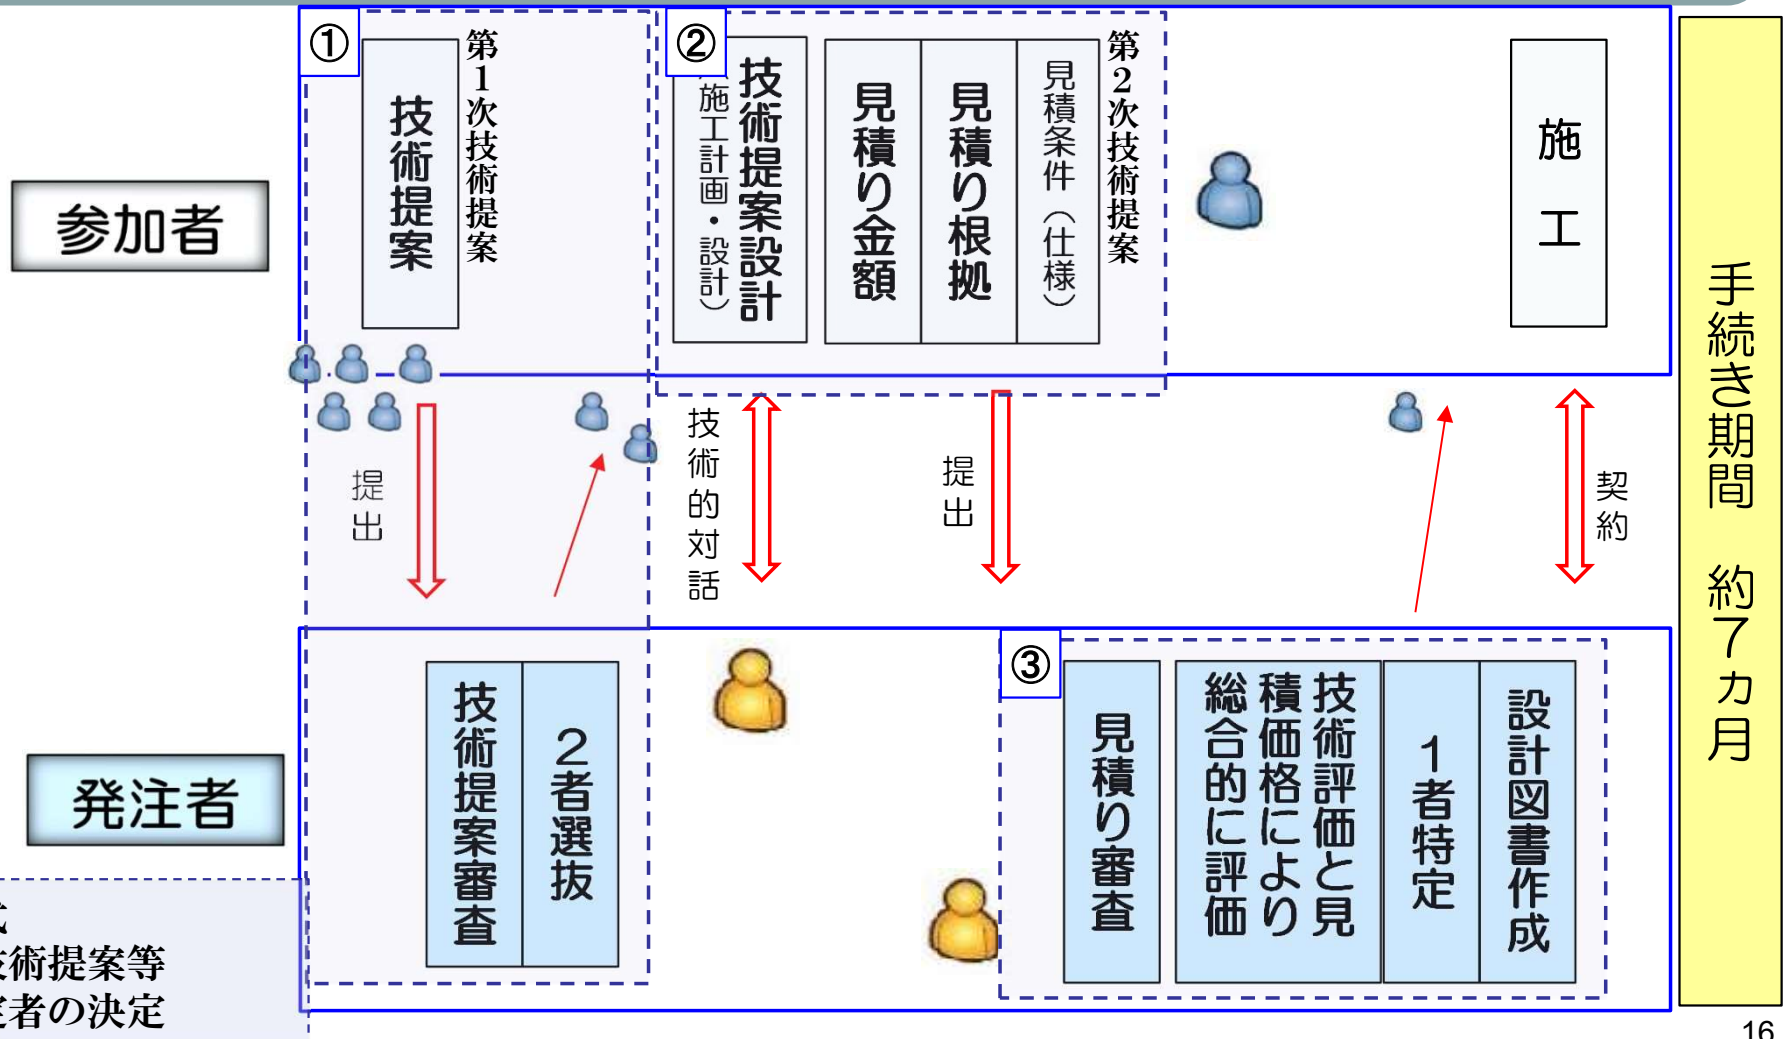 ①
技術提案
第1次技術提案
②
技術提案設計
施工計画・設計）
見積り金額
見積り根拠
見積条件（仕様）
第2次技術提案
施工
参加者
提出
技術的対話
提出
契約
発注者
技術提案審査
2者選抜
③
見積り審査
技術評価と見
積価格により
総合的に評価
1者特定
設計図書作成
手続き期間　約7カ月
術提案等
者の決定
16